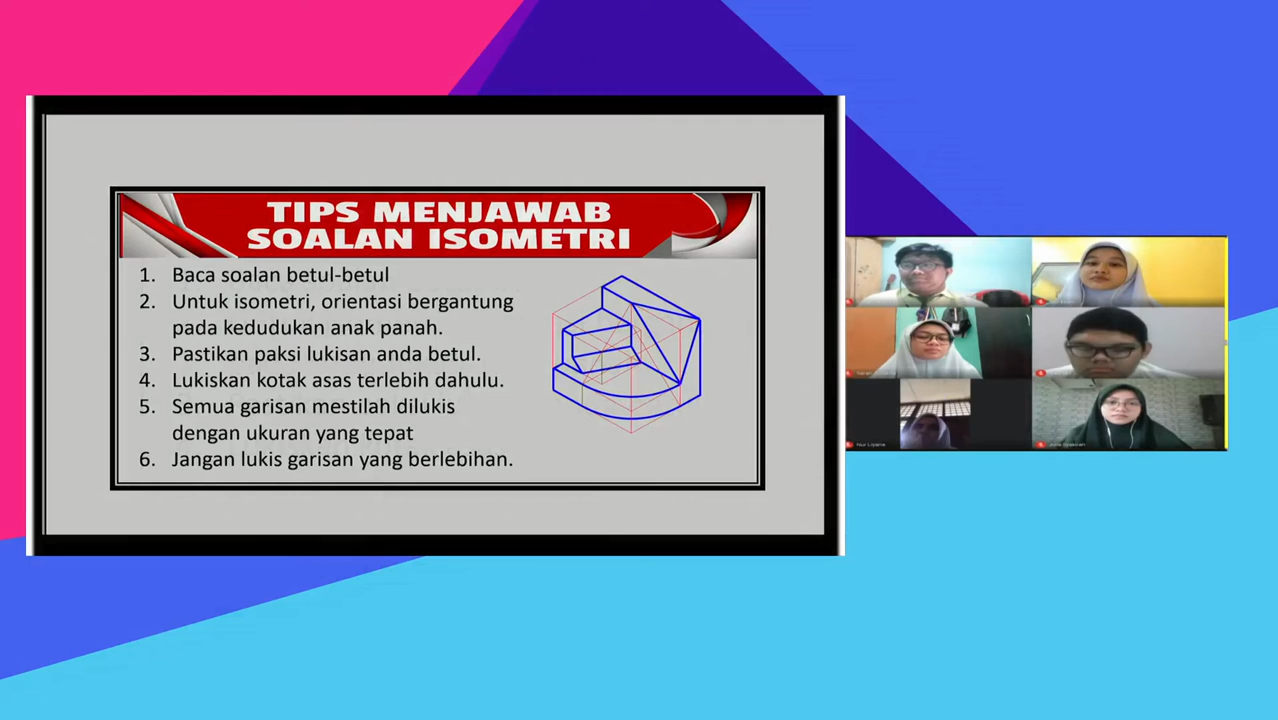 TIPS MENJAWAB
SOALAN ISOMETRI
1. Baca soalan betul-betul
2. Untuk isometri, orientasi bergantung
pada kedudukan anak panah.
3. Pastikan paksi lukisan anda betul.
4. Lukiskan kotak asas terlebih dahulu.
5. Semua garisan mestilah dilukis
dengan ukuran yang tepat
6. Jangan lukis garisan yang berlebihan.